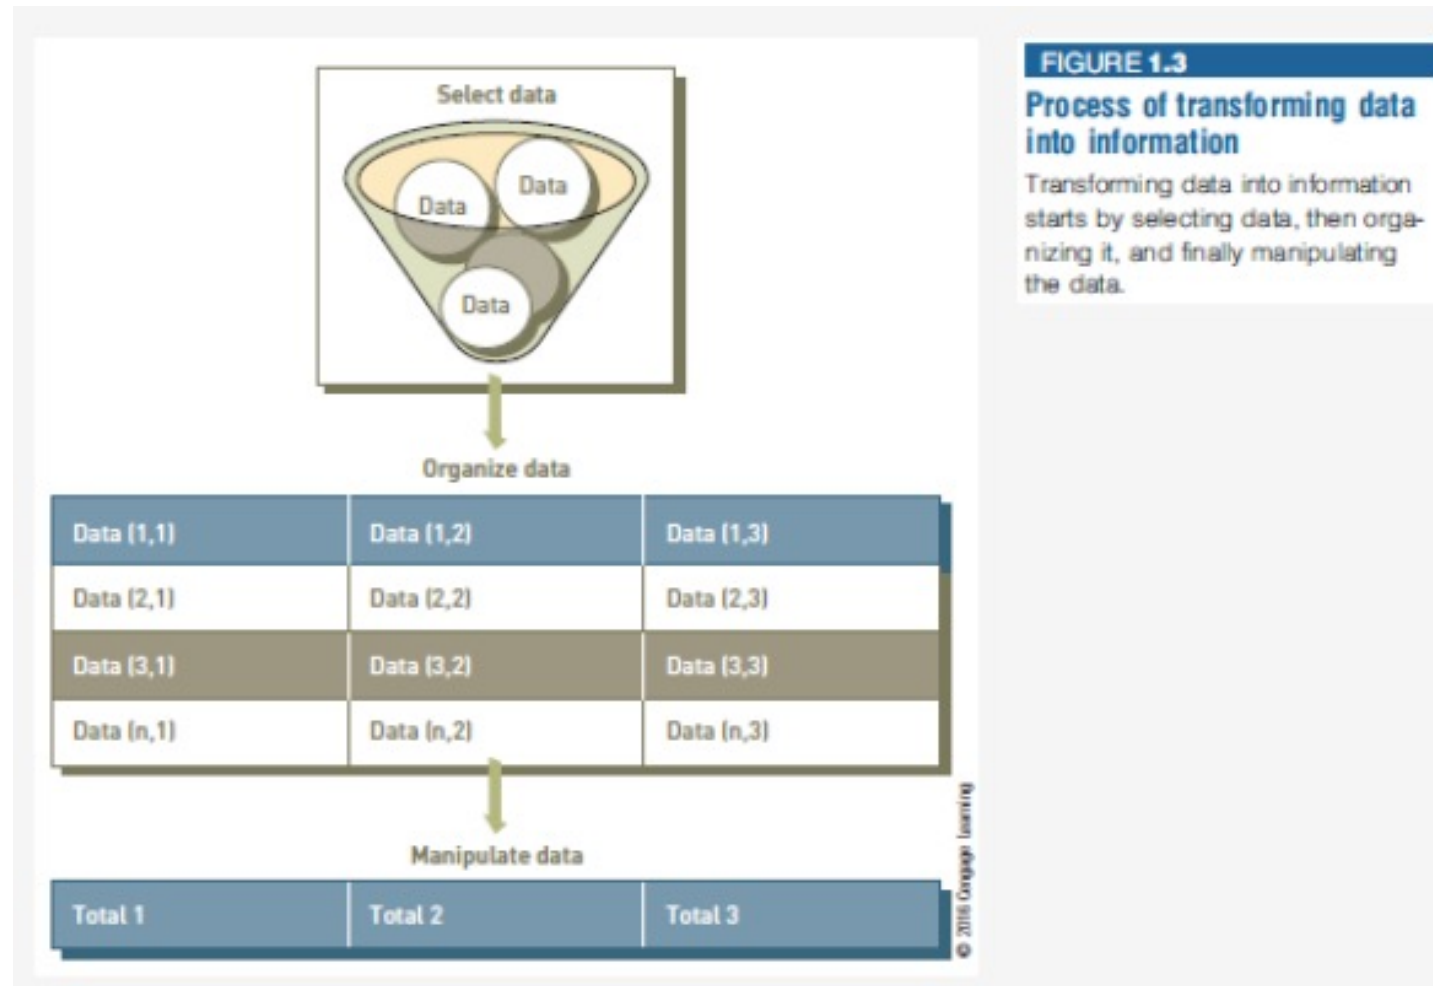 Select data
Data
Data
Data
Organize data
Data (1,1) Data (1,2) Data (1,3)
Data (2,1) Data (2,2) Data (2,3)
Data (3,1) Data (3,2) Data (3,3)
Data (n,1) Data (n,2) Data (n,3)
Manipulate data
Total 1 Total 2 Total 3
© 2016 Cengage Learning
FIGURE 1.3
Process of transforming data
into information
Transforming data into information
starts by selecting data, then orga-
nizing it, and finally manipulating
the data.